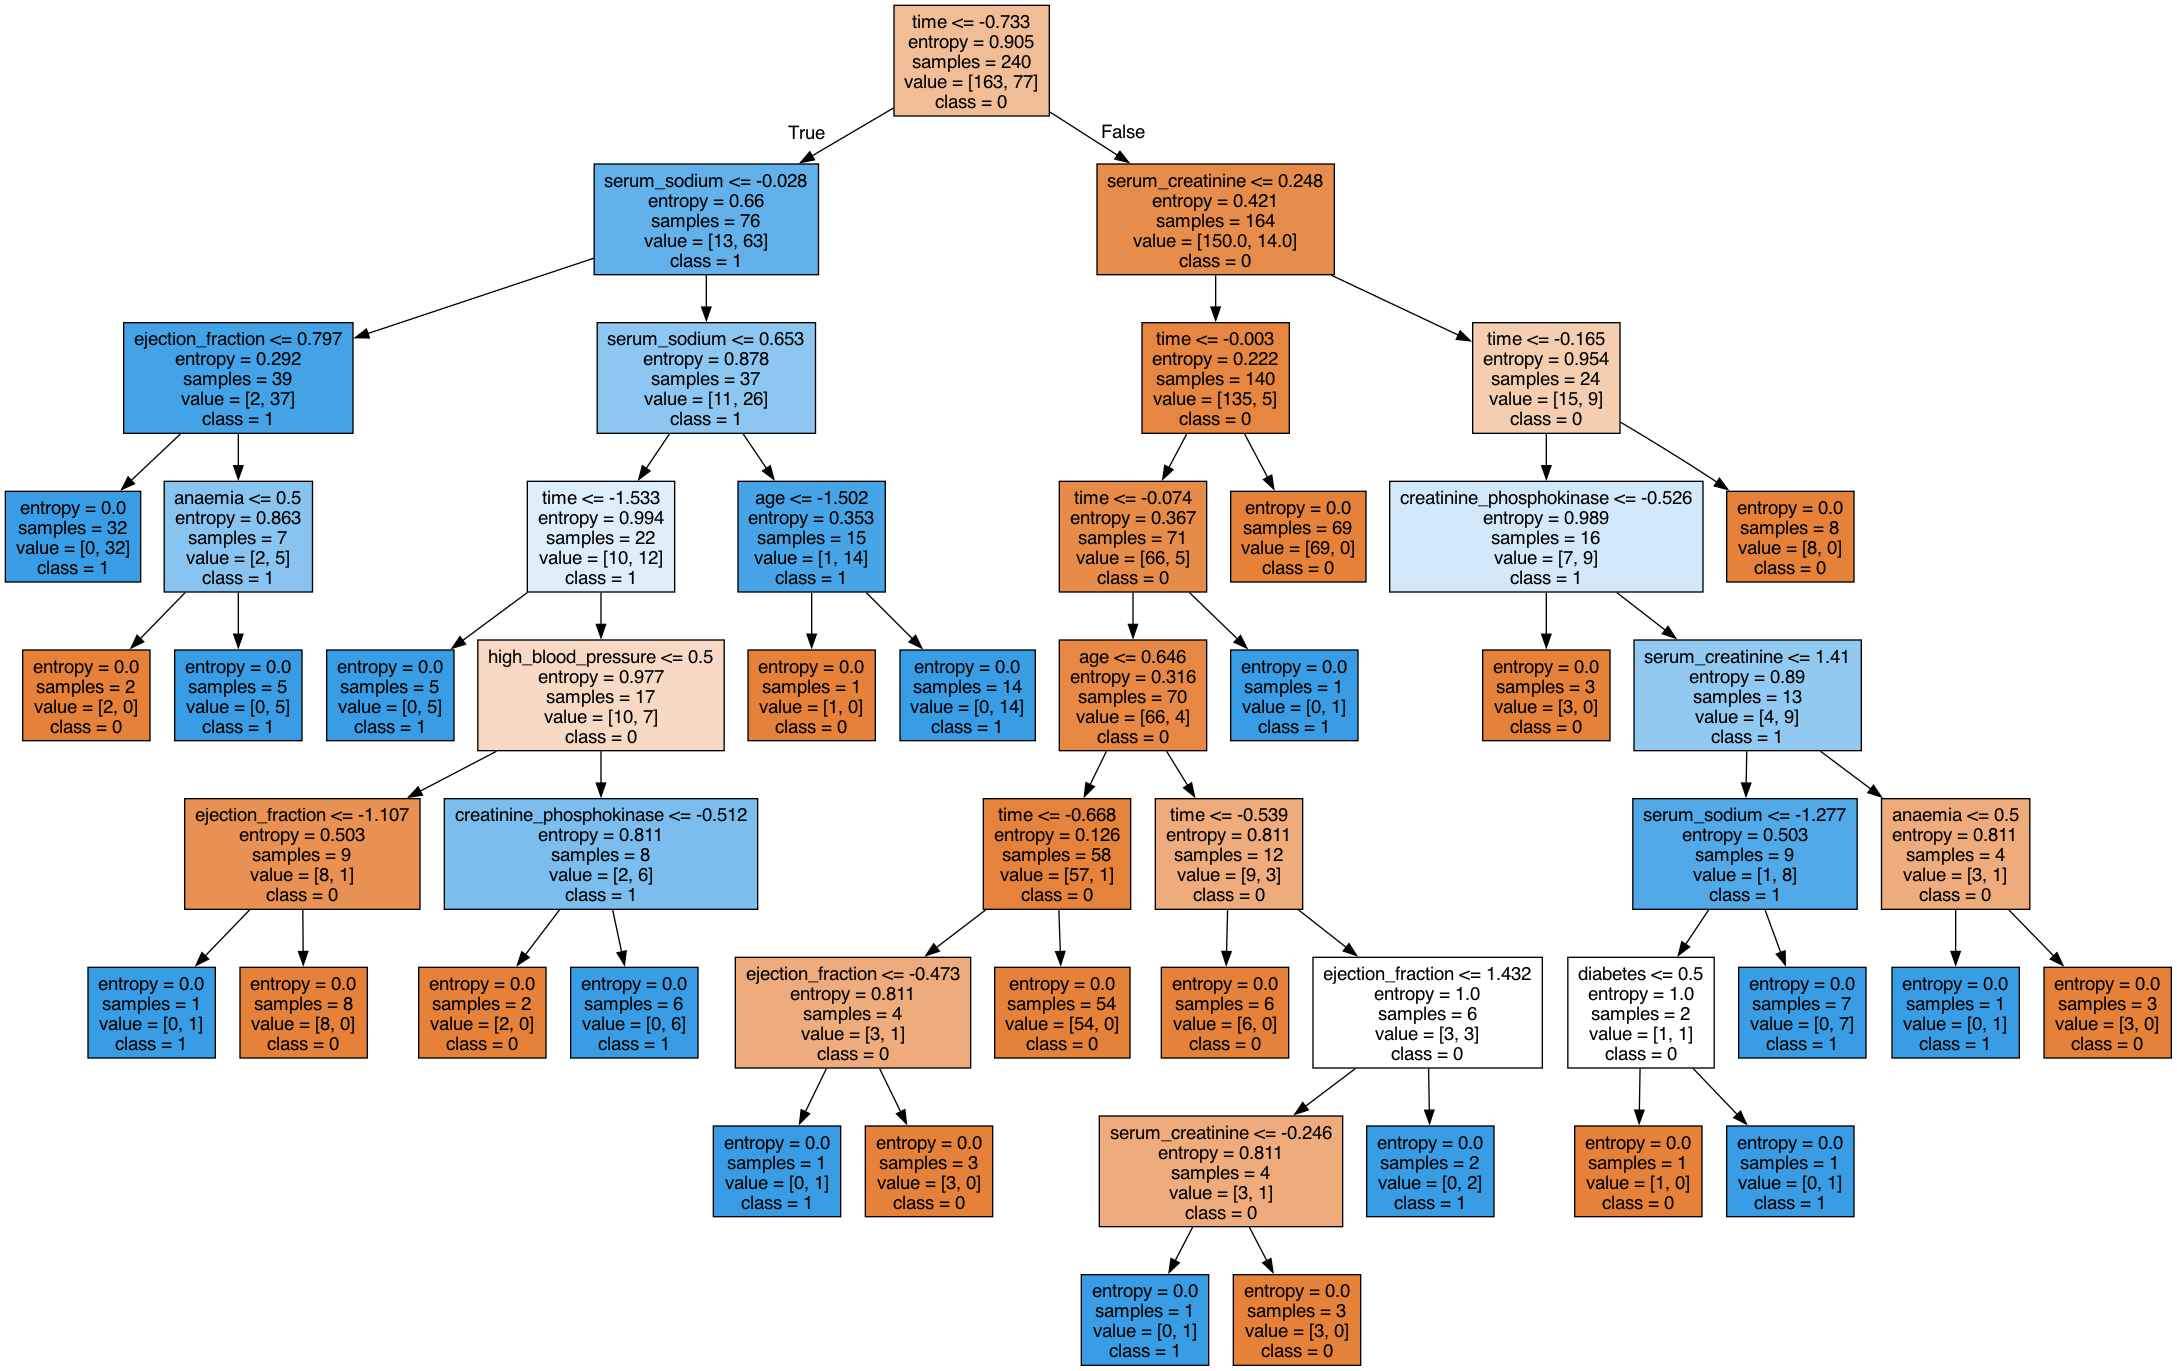 time <= -0.733
entropy = 0.905
samples = 240
value = [163, 77]
class = 0
True
False
serum_sodium <= -0.028
entropy = 0.66
samples = 76
value = [13, 63]
class = 1
serum_creatinine <= 0.248
entropy = 0.421
samples = 164
value = [150.0, 14.0]
class = 0
ejection_fraction <= 0.797
entropy = 0.292
samples = 39
value = [2, 37]
class = 1
serum_sodium <= 0.653
entropy = 0.878
samples = 37
value = [11, 26]
class = 1
time <= -0.003
entropy = 0.222
samples = 140
value = [135, 5]
class = 0
time <= -0.165
entropy = 0.954
samples = 24
value = [15, 9]
class = 0
entropy = 0.0
samples = 32
value = [0, 32]
class = 1
anaemia <= 0.5
entropy = 0.863
samples = 7
value = [2, 5]
class = 1
time <= -1.533
entropy = 0.994
samples = 22
value = [10, 12]
class = 1
age <= -1.502
entropy = 0.353
samples = 15
value = [1, 14]
class = 1
time <= -0.074
entropy = 0.367
samples = 71
value = [66, 5]
class = 0
entropy = 0.0
samples = 69
value = [69, 0]
class = 0
creatinine_phosphokinase <= -0.526
entropy = 0.989
samples = 16
value = [7, 9]
class = 1
entropy = 0.0
samples = 8
value = [8, 0]
class = 0
entropy = 0.0
samples = 2
value = [2, 0]
class = 0
entropy = 0.0
samples = 5
value = [0, 5]
class = 1
entropy = 0.0
samples = 5
value = [0, 5]
class = 1
high_blood_pressure <= 0.5
entropy = 0.977
samples = 17
value = [10, 7]
class = 0
entropy = 0.0
samples = 1
value = [1, 0]
class = 0
entropy = 0.0
samples = 14
value = [0, 14]
class = 1
age <= 0.646
entropy = 0.316
samples = 70
value = [66, 4]
class = 0
entropy = 0.0
samples = 1
value = [0, 1]
class = 1
entropy = 0.0
samples = 3
value = [3, 0]
class = 0
serum_creatinine <= 1.41
entropy = 0.89
samples = 13
value = [4, 9]
class = 1
ejection_fraction <= -1.107
entropy = 0.503
samples = 9
value = [8, 1]
class = 0
creatinine_phosphokinase <= -0.512
entropy = 0.811
samples = 8
value = [2, 6]
class = 1
time <= -0.668
entropy = 0.126
samples = 58
value = [57, 1]
class = 0
time <= -0.539
entropy = 0.811
samples = 12
value = [9, 3]
class = 0
serum_sodium <= -1.277
entropy = 0.503
samples = 9
value = [1, 8]
class = 1
anaemia <= 0.5
entropy = 0.811
samples = 4
value = [3, 1]
class = 0
entropy = 0.0
samples = 1
value = [0, 1]
class = 1
entropy = 0.0
samples = 8
value = [8, 0]
class = 0
entropy = 0.0
samples = 2
value = [2, 0]
class = 0
entropy = 0.0
samples = 6
value = [0, 6]
class = 1
ejection_fraction <= -0.473
entropy = 0.811
samples = 4
value = [3, 1]
class = 0
entropy = 0.0
samples = 54
value = [54, 0]
class = 0
entropy = 0.0
samples = 6
value = [6, 0]
class = 0
ejection_fraction <= 1.432
entropy = 1.0
samples = 6
value = [3, 3]
class = 0
diabetes <= 0.5
entropy = 1.0
samples = 2
value = [1, 1]
class = 0
entropy = 0.0
samples = 7
value = [0, 7]
class = 1
entropy = 0.0
samples = 1
value = [0, 1]
class = 1
entropy = 0.0
samples = 3
value = [3, 0]
class = 0
entropy = 0.0
samples = 1
value = [0, 1]
class = 1
entropy = 0.0
samples = 3
value = [3, 0]
class = 0
serum_creatinine <= -0.246
entropy = 0.811
samples = 4
value = [3, 1]
class = 0
entropy = 0.0
samples = 2
value = [0, 2]
class = 1
entropy = 0.0
samples = 1
value = [1, 0]
class = 0
entropy = 0.0
samples = 1
value = [0, 1]
class = 1
entropy = 0.0
samples = 1
value = [0, 1]
class = 1
entropy = 0.0
samples = 3
value = [3, 0]
class = 0